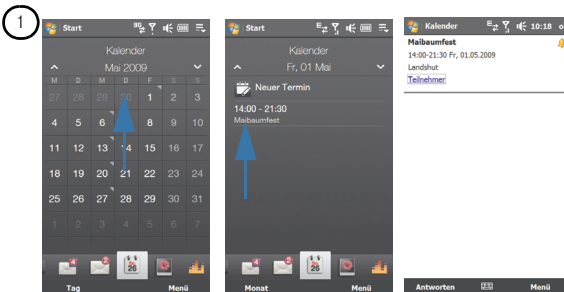 1
Start
Kalender
Mai 2009
M D M D F S S
27 28 29 30 1 2 3
4 5 6 8 9 10
11 12 13 14 15 16 17
18 19 20 21 22 23 24
25 26 27 28 29 30 31
1 2 3 4 5 6 7
4 2 26
Tag Menü
Start
Kalender
Fr, 01 Mai
Neuer Termin
14:00 - 21:30
Maibaumfest
4 2 26
Monat Menü
Kalender 10:18
Maibaumfest
14:00-21:30 Fr, 01.05.2009
Landshut
Teilnehmer
Antworten Menü